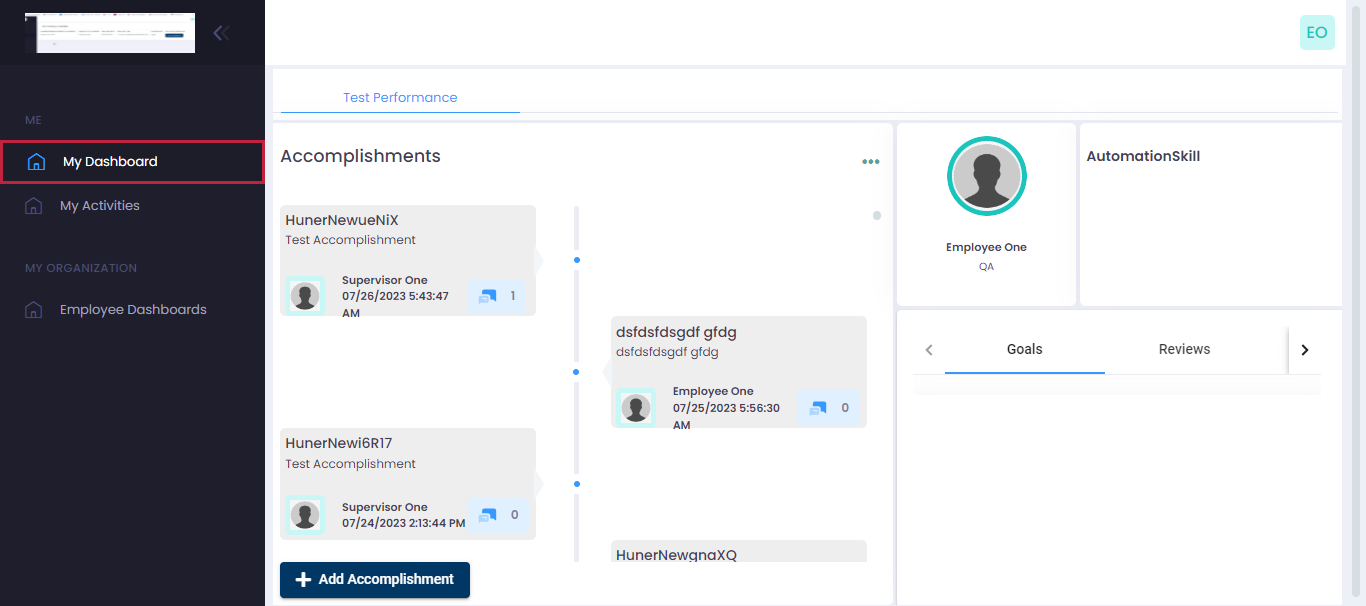 EO
ME
My Dashboard
My Activities
MY ORGANIZATION
Employee Dashboards
Test Performance
Accomplishments
HunerNewueNiX
Test Accomplishment
Supervisor One
07/26/2023 5:43:47
AM
1
dsfdsfdsgdf gfdg
dsfdsfdsgdf gfdg
Employee One
07/25/2023 5:56:30
AM
0
HunerNewi6R17
Test Accomplishment
Supervisor One
07/24/2023 2:13:44 PM
0
HunerNewgnaXQ
Add Accomplishment
Employee One
QA
AutomationSkill
Goals
Reviews